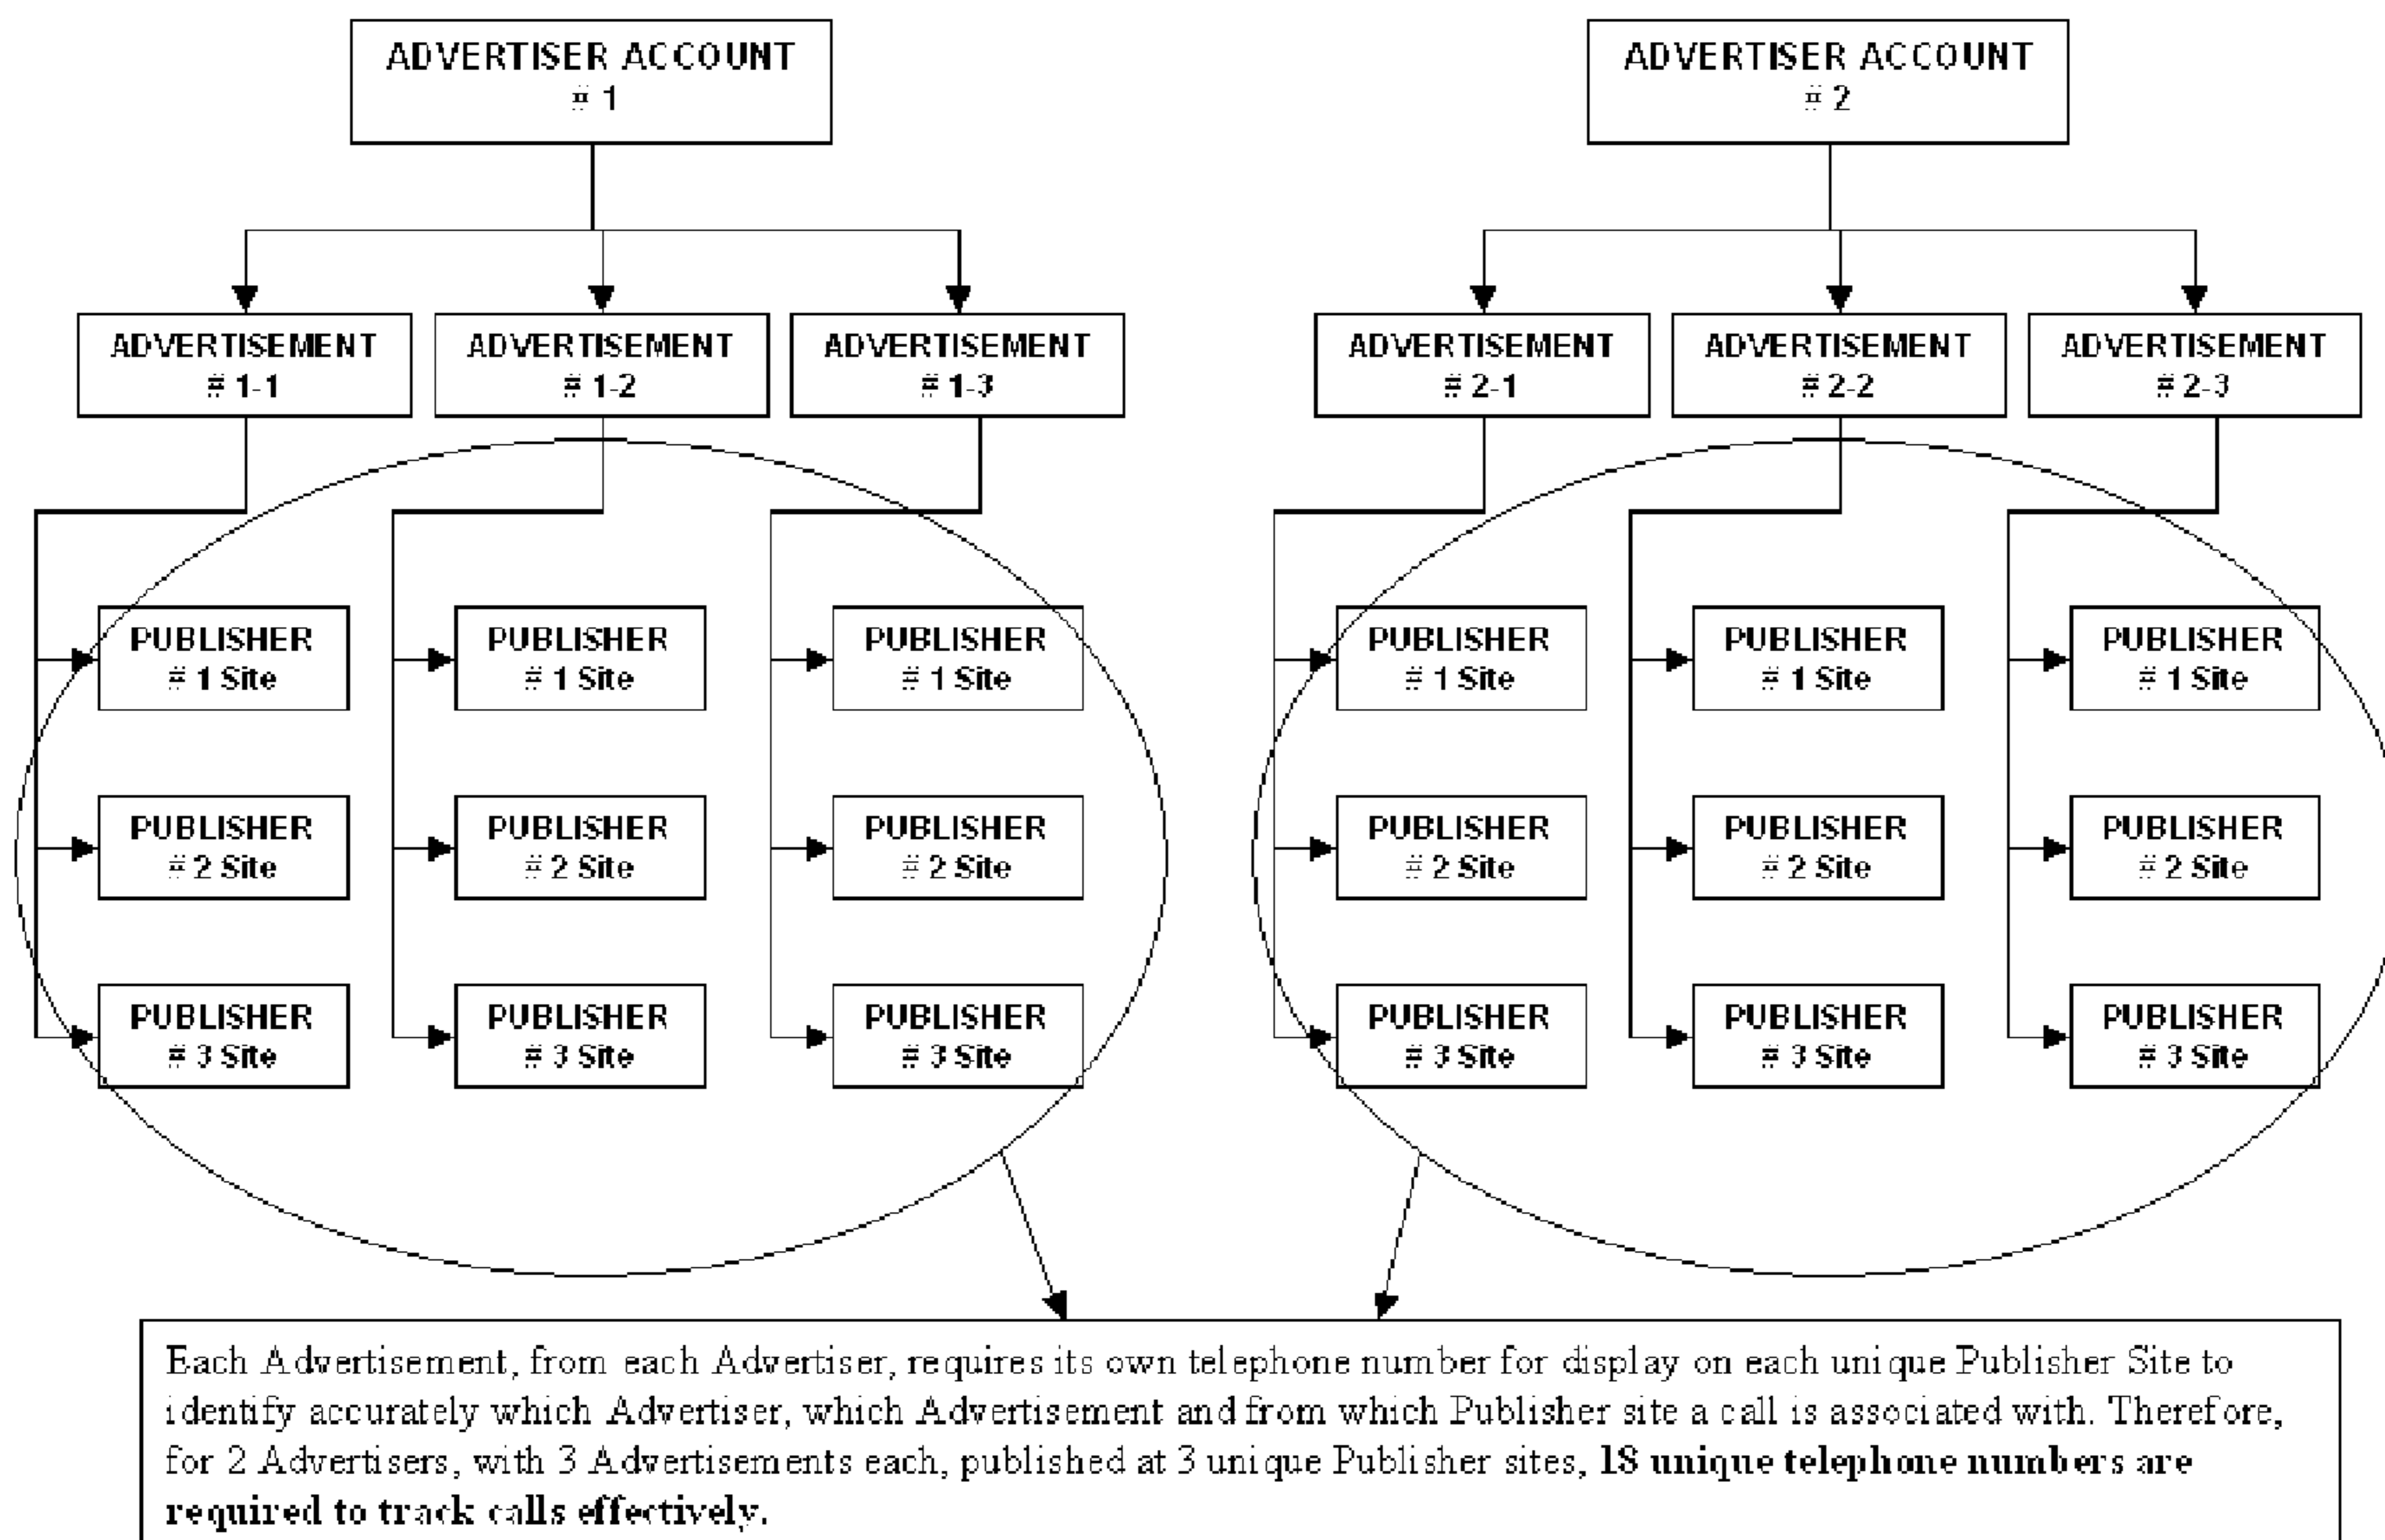 ADVERTISER ACCOUNT
# 1
ADVERTISER ACCOUNT
# 2
ADVERTISEMENT
# 1-1
ADVERTISEMENT
# 1-2
ADVERTISEMENT
# 1-3
ADVERTISEMENT
# 2-1
ADVERTISEMENT
# 2-2
ADVERTISEMENT
# 2-3
PUBLISHER
# 1 Site
PUBLISHER
# 1 Site
PUBLISHER
# 1 Site
PUBLISHER
# 1 Site
PUBLISHER
# 1 Site
PUBLISHER
# 1 Site
PUBLISHER
# 2 Site
PUBLISHER
# 2 Site
PUBLISHER
# 2 Site
PUBLISHER
# 2 Site
PUBLISHER
# 2 Site
PUBLISHER
# 2 Site
PUBLISHER
# 3 Site
PUBLISHER
# 3 Site
PUBLISHER
# 3 Site
PUBLISHER
# 3 Site
PUBLISHER
# 3 Site
PUBLISHER
# 3 Site
Each Advertisement, from each Advertiser, requires its own telephone number for display on each unique Publisher Site to
identify accurately which Advertiser, which Advertisement and from which Publisher site a call is associated with. Therefore,
for 2 Advertisers, with 3 Advertisements each, published at 3 unique Publisher sites, 18 unique telephone numbers are
required to track calls effectively.